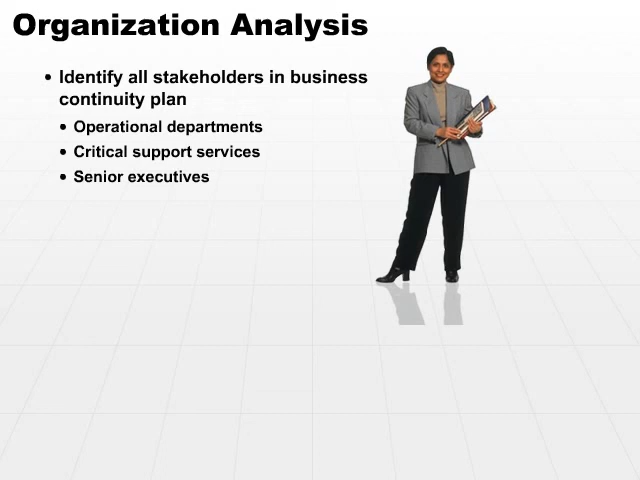 Organization Analysis
• Identify all stakeholders in business
continuity plan
• Operational departments
• Critical support services
• Senior executives